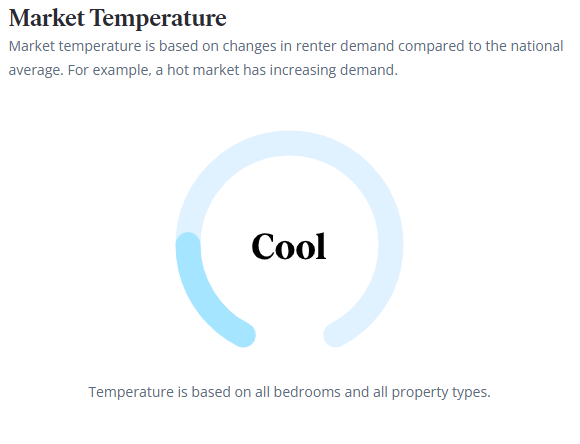 Market Temperature
Market temperature is based on changes in renter demand compared to the national
average. For example, a hot market has increasing demand.
Cool
Temperature is based on all bedrooms and all property types.